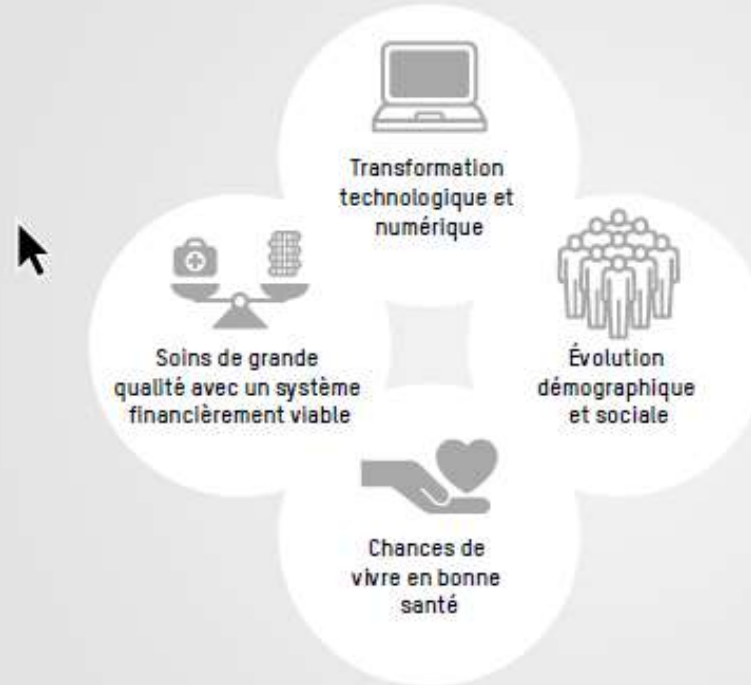 Transformation
technologique et
numérique
Soins de grande
qualité avec un système
financièrement viable
Évolution
démographique
et sociale
Chances de
vivre en bonne
santé